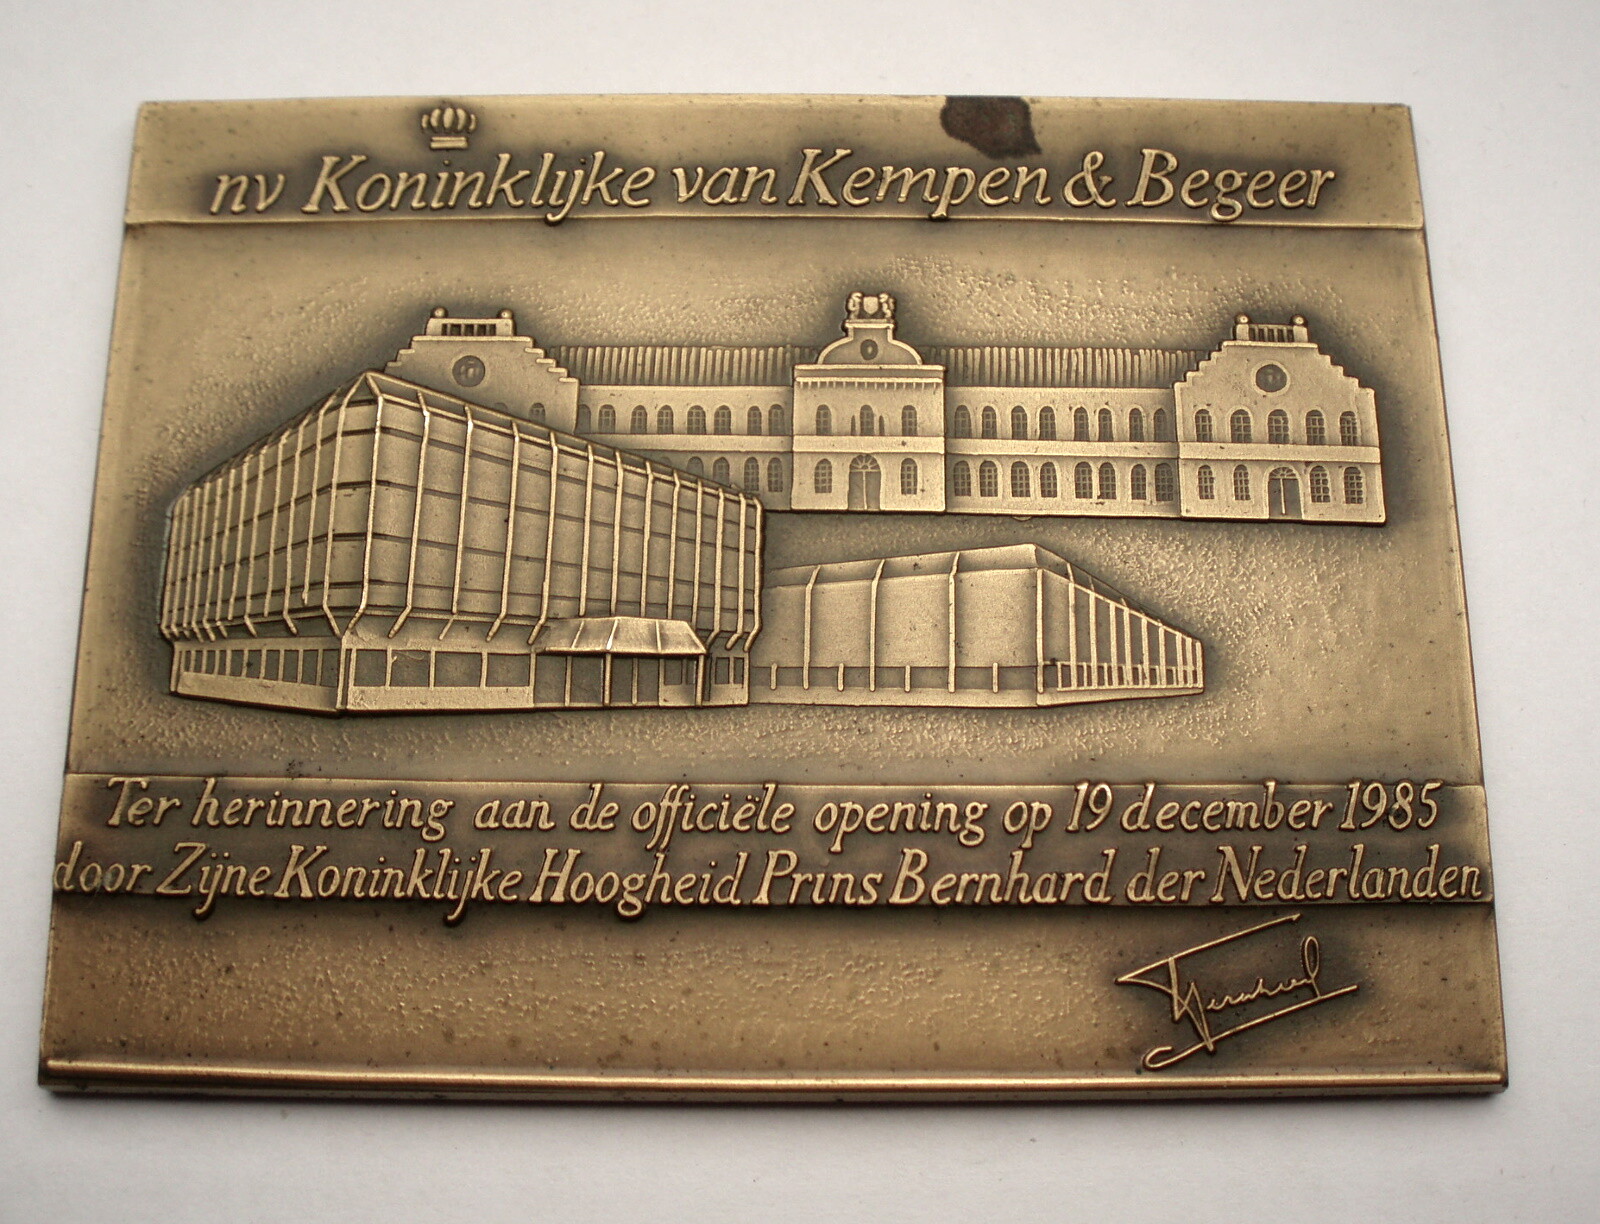 nv Koninklijke van Kempen & Begeer
Ter herinnering aan de officiële opening op 19 december 1985
door Zijne Koninklijke Hoogheid Prins Bernhard der Nederlanden
Bernhard